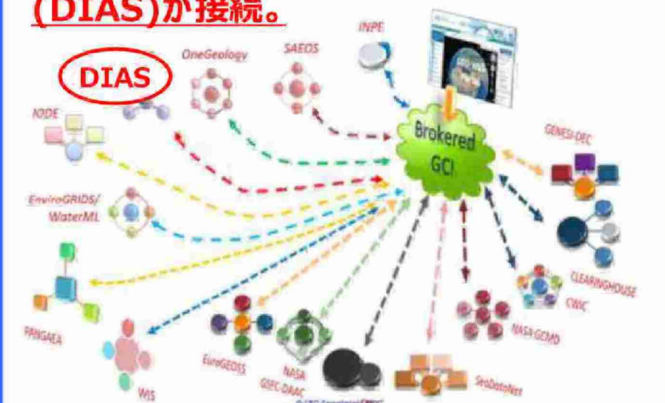 (DIAS)が接続。
INPE
OneGeology
SAEOS
DIAS
IODE
Brokered
GCI
GENESI-DEC
EnviroGRIDS/
WaterML
CLEARINGHOUSE
CWIC
PANGAEA
NASA GCMD
EuroGEOSS
NASA
GSFC-DAAC
SeaDataNet
WIS